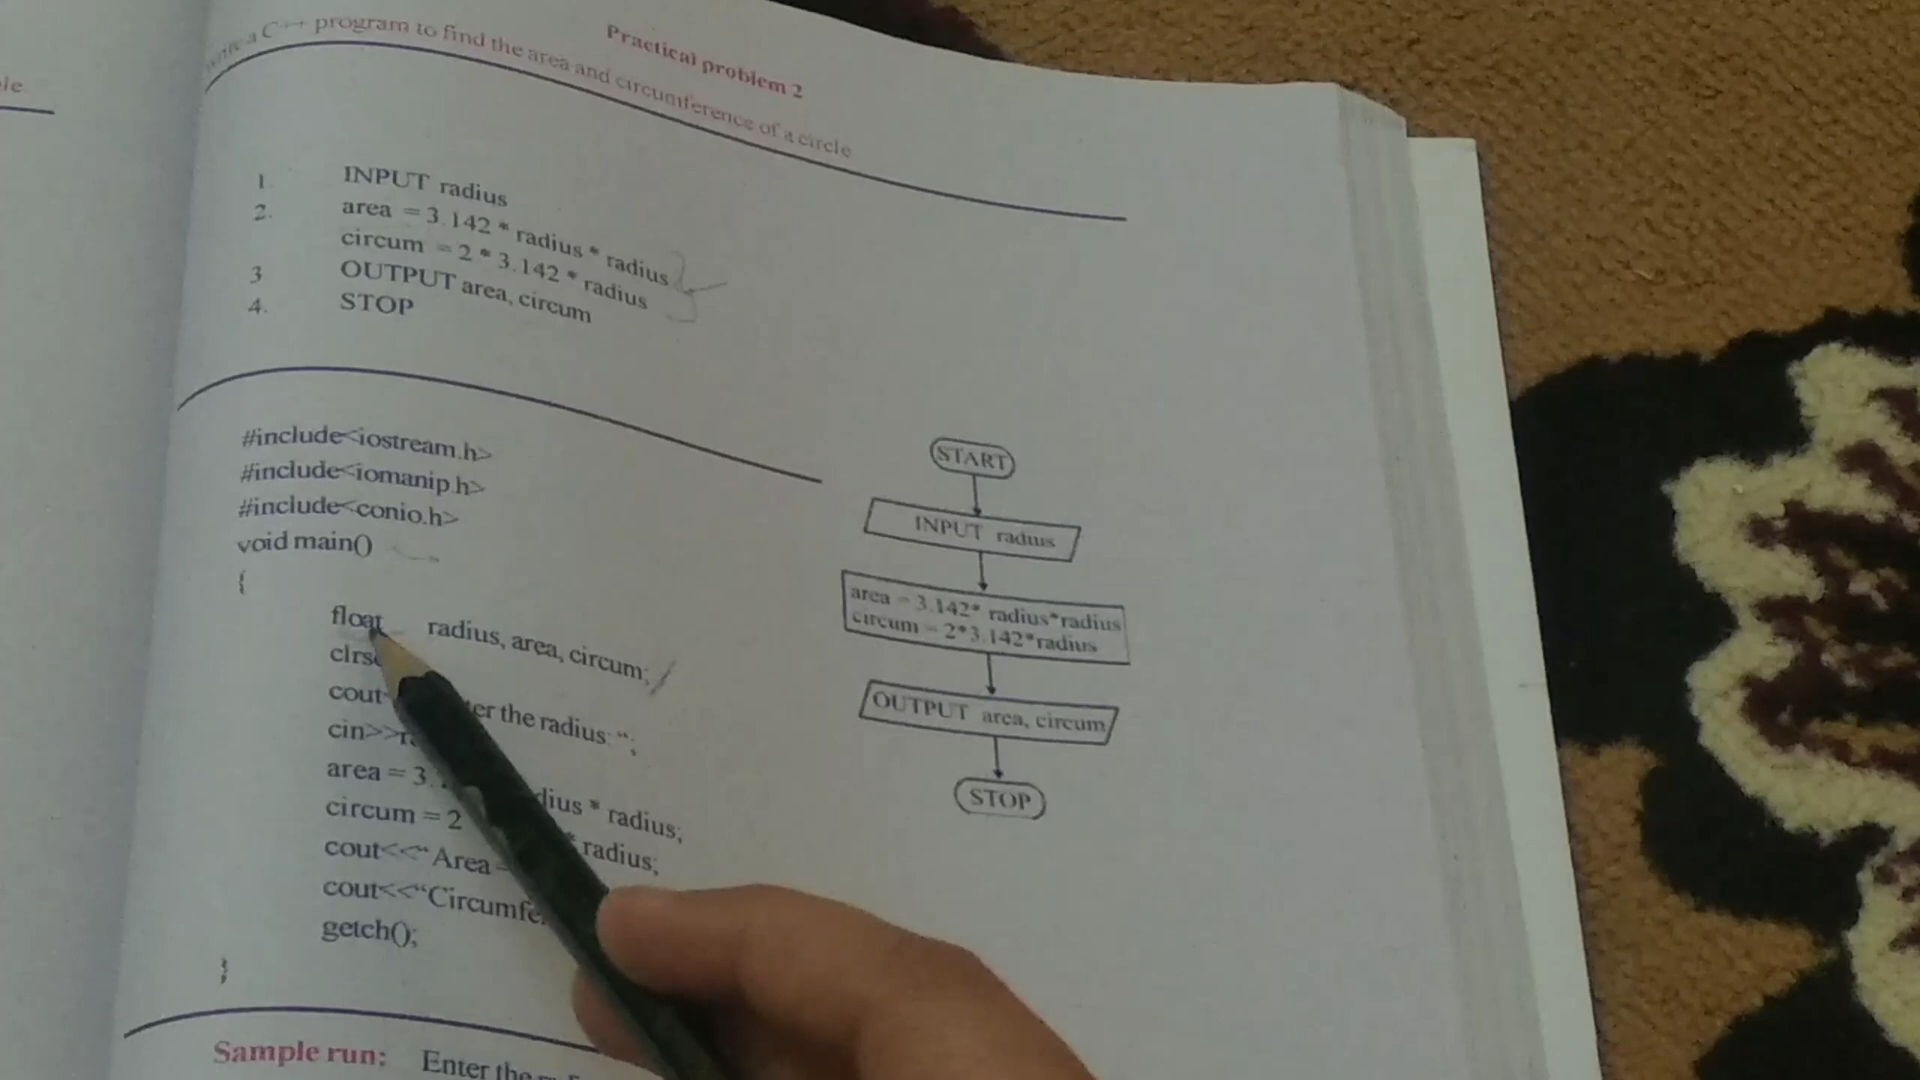 le
Practical problem 2
a C++ program to find the area and circumference of a circle
1. INPUT radius
2. area = 3.142 * radius * radius
circum = 2 * 3.142 * radius
3 OUTPUT area, circum
4. STOP
#include<iostream.h>
#include<iomanip.h>
#include<conio.h>
void main()
{
float radius, area, circum;
clrs
cout er the radius: “;
cin>>r
area = 3. dius * radius;
circum = 2 * radius;
cout<<“Area =
cout<<“Circumfe
getch();
}
START
INPUT radius
area = 3.142* radius*radius
circum = 2*3.142*radius
OUTPUT area, circum
STOP
Sample run: Enter the